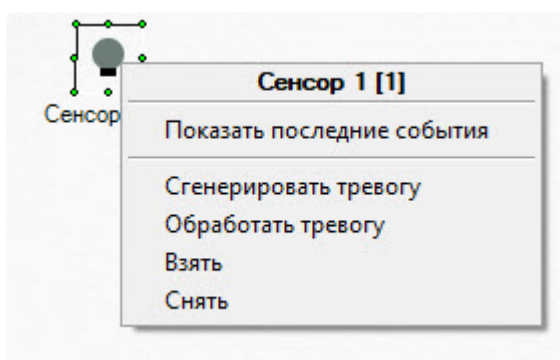 Сенсор 1 [1]
Сенсор
Показать последние события
Сгенерировать тревогу
Обработать тревогу
Взять
Снять